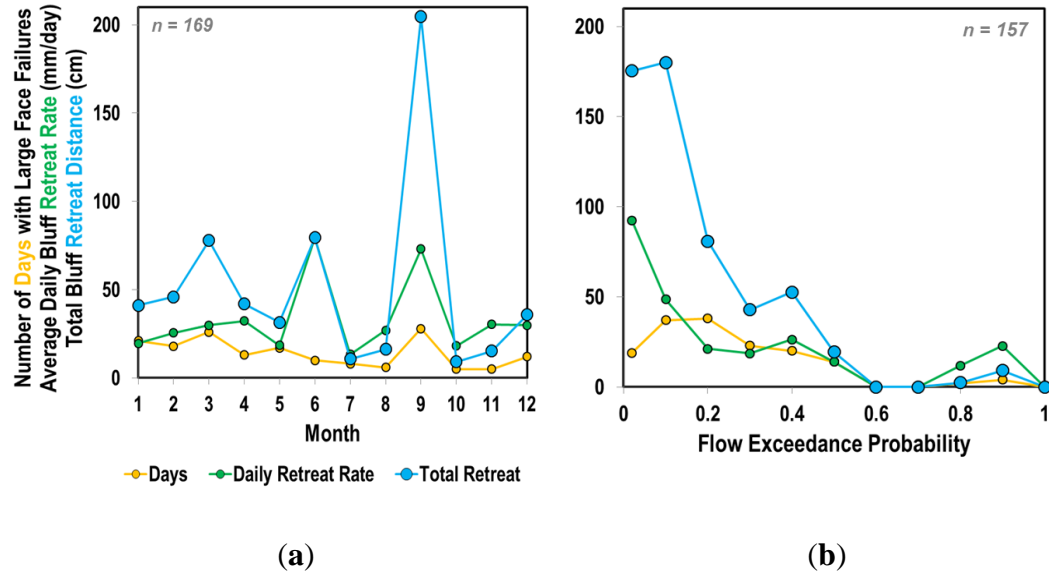 Number of Days with Large Face Failures
Average Daily Bluff Retreat Rate (mm/day)
Total Bluff Retreat Distance (cm)
n = 169
200
150
100
50
0
1 2 3 4 5 6 7 8 9 10 11 12
Month
Days Daily Retreat Rate Total Retreat
(a)
n = 157
200
150
100
50
0
0 0.2 0.4 0.6 0.8 1
Flow Exceedance Probability
(b)